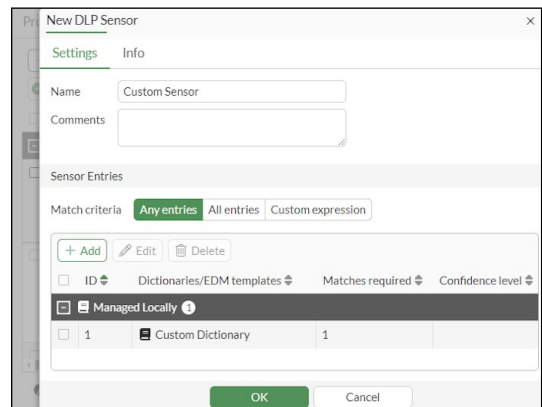 Pro
New DLP Sensor
Settings Info
Name Custom Sensor
Comments
Sensor Entries
Match criteria Any entries All entries Custom expression
+ Add Edit Delete
ID Dictionaries/EDM templates Matches required Confidence level
Managed Locally 1
1 Custom Dictionary 1
OK Cancel